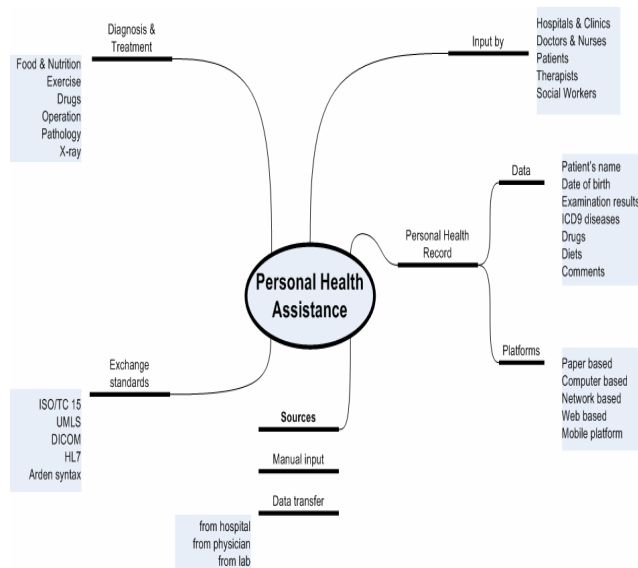 Diagnosis &
Treatment
Food & Nutrition
Exercise
Drugs
Operation
Pathology
X-ray
Input by
Hospitals & Clinics
Doctors & Nurses
Patients
Therapists
Social Workers
Personal Health
Assistance
Personal Health
Record
Data
Patient's name
Date of birth
Examination results
ICD9 diseases
Drugs
Diets
Comments
Platforms
Paper based
Computer based
Network based
Web based
Mobile platform
Exchange
standards
ISO/TC 15
UMLS
DICOM
HL7
Arden syntax
Sources
Manual input
Data transfer
from hospital
from physician
from lab